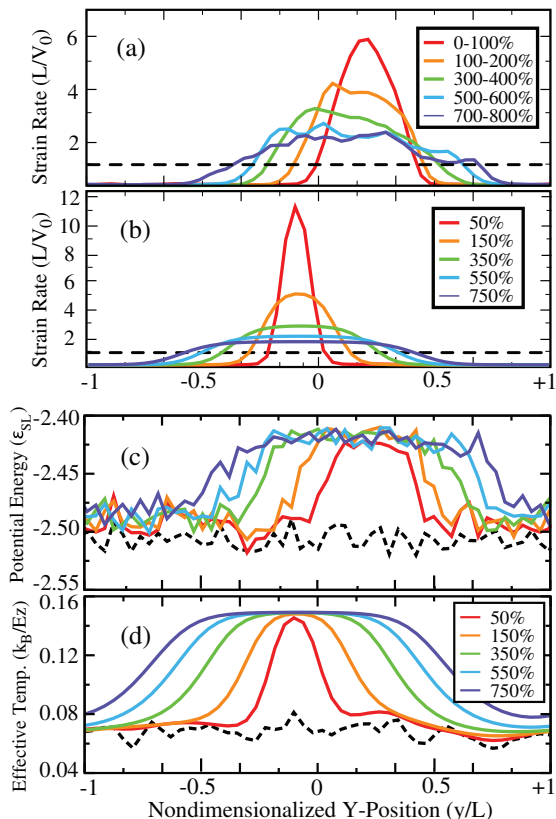 (a)
Strain Rate (L/V0)
6
4
2
0-100%
100-200%
300-400%
500-600%
700-800%
(b)
Strain Rate (L/V0)
12
10
8
6
4
2
50%
150%
350%
550%
750%
-1 -0.5 0 0.5 +1
(c)
Potential Energy (εSL)
-2.40
-2.45
-2.50
-2.55
(d)
Effective Temp. (kB/Ez)
0.16
0.12
0.08
0.04
50%
150%
350%
550%
750%
-1 -0.5 0 0.5 +1
Nondimensionalized Y-Position (y/L)